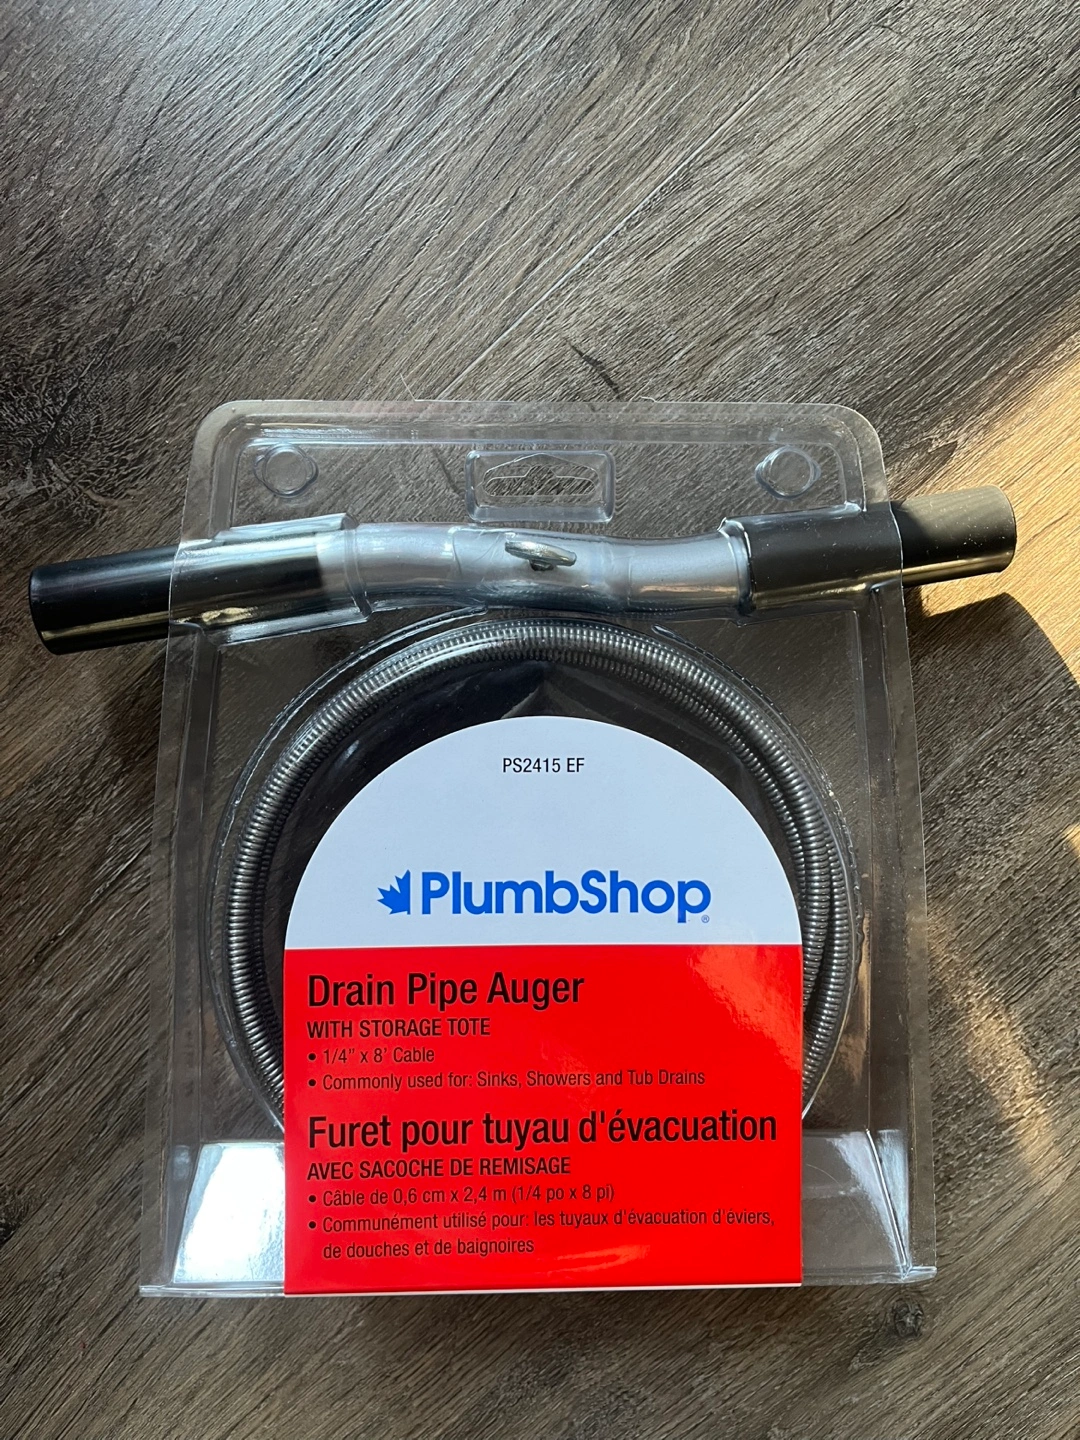 PS2415 EF
PlumbShop®
Drain Pipe Auger
WITH STORAGE TOTE
• 1/4" x 8' Cable
• Commonly used for: Sinks, Showers and Tub Drains
Furet pour tuyau d'évacuation
AVEC SACOCHE DE REMISAGE
• Câble de 0,6 cm x 2,4 m (1/4 po x 8 pi)
• Communément utilisé pour: les tuyaux d'évacuation d'éviers,
de douches et de baignoires